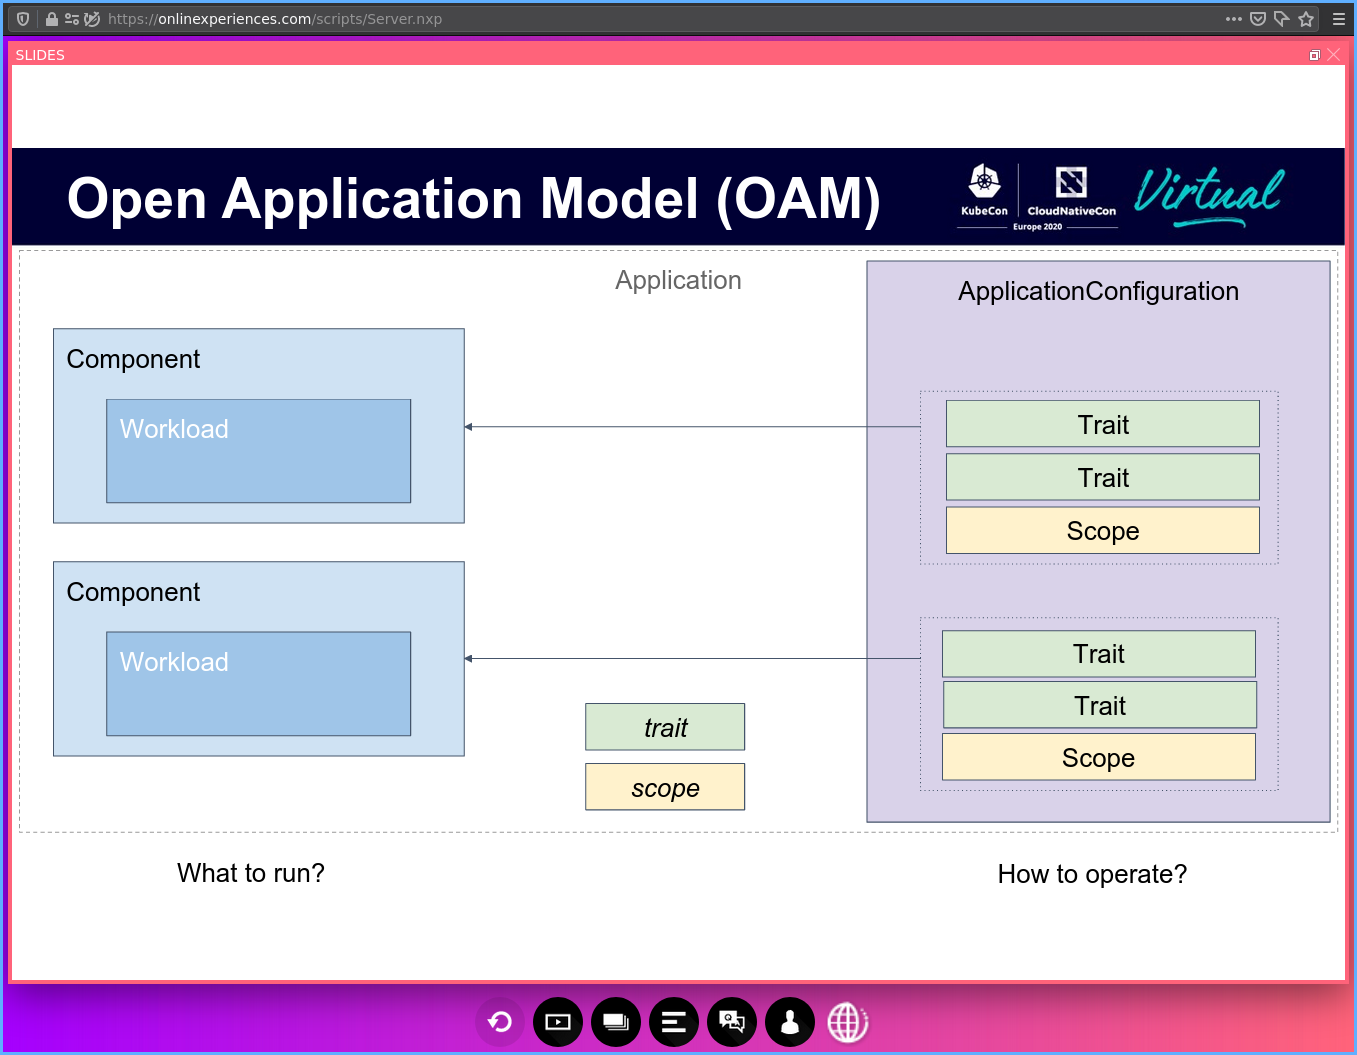 https://onlinexperiences.com/scripts/Server.nxp
SLIDES
Open Application Model (OAM)
KubeCon
CloudNativeCon
Europe 2020
Virtual
Application
ApplicationConfiguration
Component
Workload
Trait
Trait
Scope
Component
Workload
Trait
Trait
Scope
trait
scope
What to run?
How to operate?